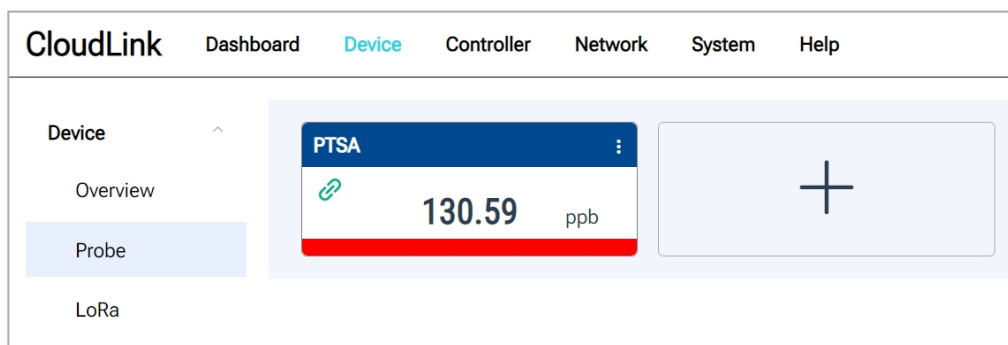 CloudLink Dashboard Device Controller Network System Help
Device
Overview
Probe
LoRa
PTSA
130.59 ppb